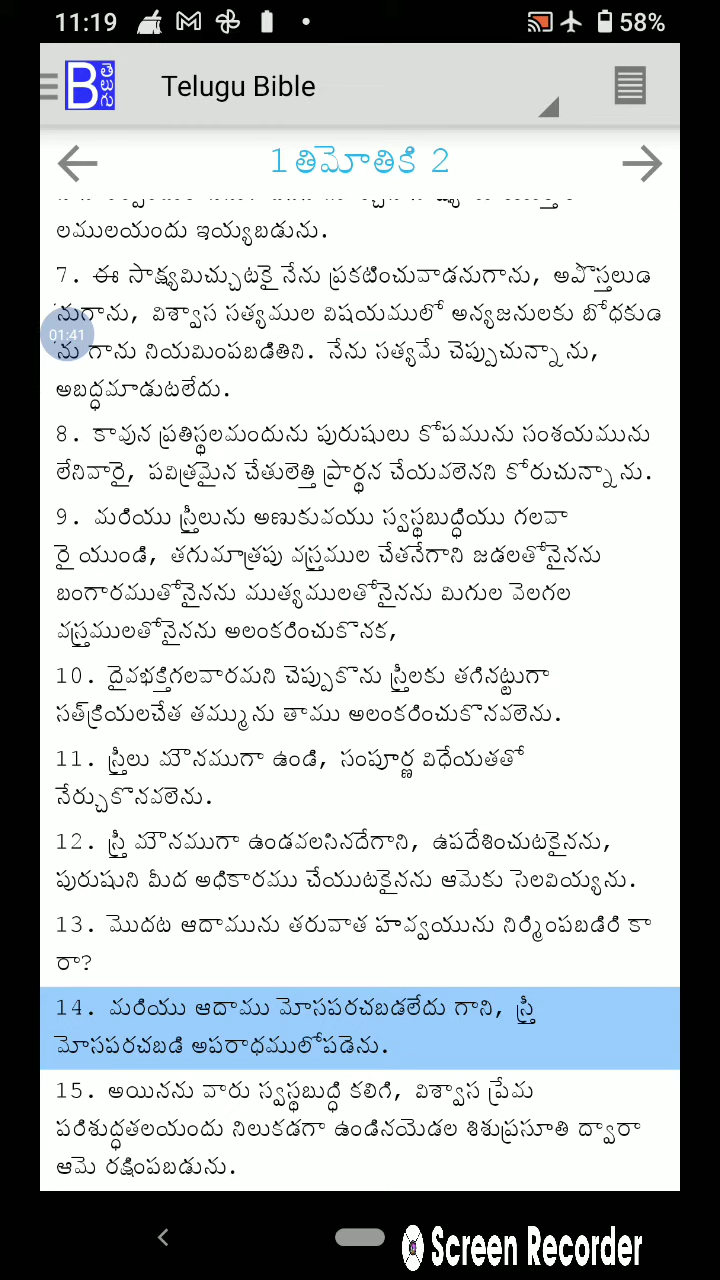 11:19
58%
తెలుగు
B
Telugu Bible
1 తిమోతికి 2
లములయందు ఇయ్యబడును.
7. ఈ సాక్ష్యమిచ్చుటకై నేను ప్రకటించువాడనుగాను, అపొస్తలుడ
నుగాను, విశ్వాస సత్యముల విషయములో అన్యజనులకు బోధకుడ
01:41
ను గాను నియమింపబడితిని. నేను సత్యమే చెప్పుచున్నాను,
అబద్ధమాడుటలేదు.
8. కావున ప్రతిస్థలమందును పురుషులు కోపమును సంశయమును
లేనివారై, పవిత్రమైన చేతులెత్తి ప్రార్థన చేయవలెనని కోరుచున్నాను.
9. మరియు స్త్రీలును అణుకువయు స్వస్థబుద్ధియు గలవా
రై యుండి, తగుమాత్రపు వస్త్రముల చేతనేగాని జడలతోనైనను
బంగారముతోనైనను ముత్యములతోనైనను మిగుల వెలగల
వస్త్రములతోనైనను అలంకరించుకొనక,
10. దైవభక్తిగలవారమని చెప్పుకొను స్త్రీలకు తగినట్టుగా
సత్‌క్రియలచేత తమ్మును తాము అలంకరించుకొనవలెను.
11. స్త్రీలు మౌనముగా ఉండి, సంపూర్ణ విధేయతతో
నేర్చుకొనవలెను.
12. స్త్రీ మౌనముగా ఉండవలసినదేగాని, ఉపదేశించుటకైనను,
పురుషుని మీద అధికారము చేయుటకైనను ఆమెకు సెలవియ్యను.
13. మొదట ఆదామును తరువాత హవ్వయును నిర్మింపబడిరి కా
రా?
14. మరియు ఆదాము మోసపరచబడలేదు గాని, స్త్రీ
మోసపరచబడి అపరాధములోపడెను.
15. అయినను వారు స్వస్థబుద్ధి కలిగి, విశ్వాస ప్రేమ
పరిశుద్ధతలయందు నిలుకడగా ఉండినయెడల శిశుప్రసూతి ద్వారా
ఆమె రక్షింపబడును.
Screen Recorder